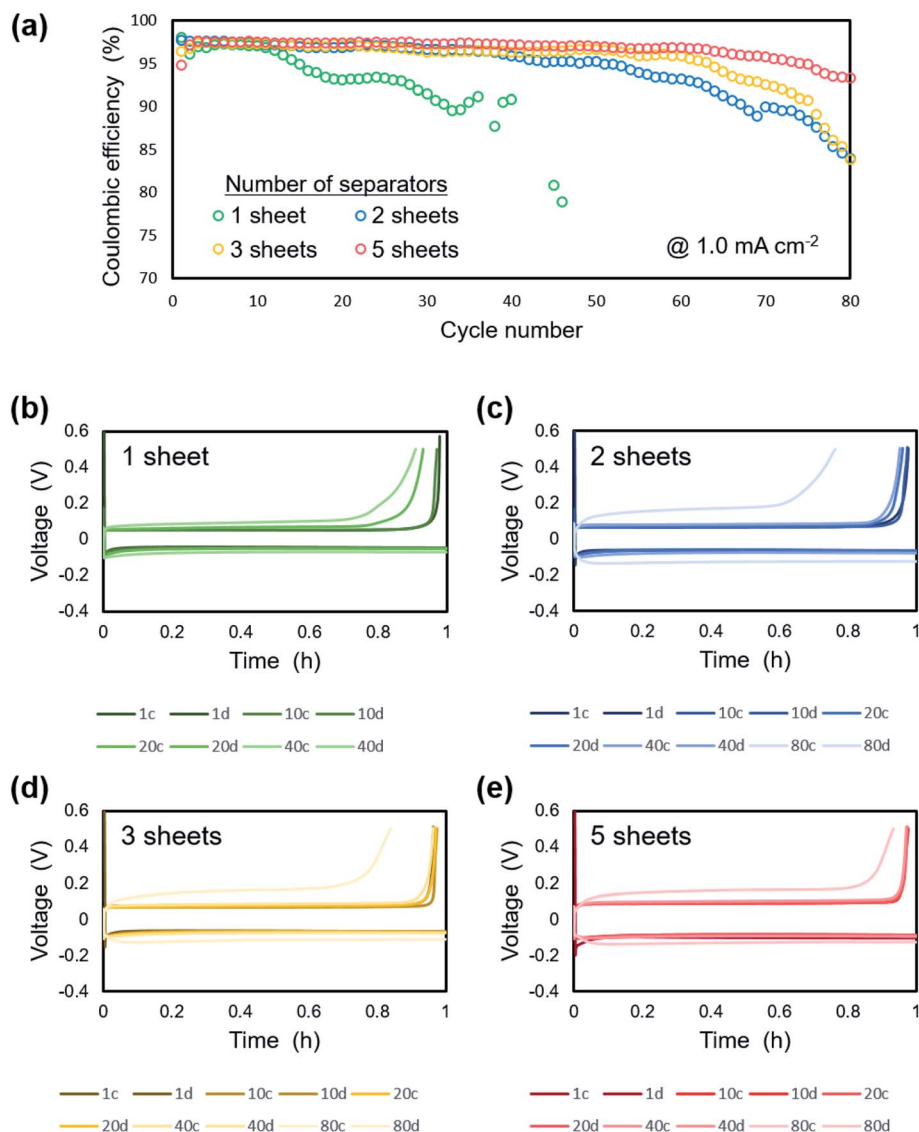 (a)
Coulombic efficiency (%)
100
95
90
85
80
75
70
Number of separators
1 sheet
2 sheets
3 sheets
5 sheets
@ 1.0 mA cm-2
0 10 20 30 40 50 60 70 80
Cycle number
(b)
Voltage (V)
0.6
0.4
0.2
0
-0.2
-0.4
1 sheet
0 0.2 0.4 0.6 0.8 1
Time (h)
1c 1d 10c 10d
20c 20d 40c 40d
(c)
Voltage (V)
0.6
0.4
0.2
0
-0.2
-0.4
2 sheets
0 0.2 0.4 0.6 0.8 1
Time (h)
1c 1d 10c 10d 20c
20d 40c 40d 80c 80d
(d)
Voltage (V)
0.6
0.4
0.2
0
-0.2
-0.4
3 sheets
0 0.2 0.4 0.6 0.8 1
Time (h)
1c 1d 10c 10d 20c
20d 40c 40d 80c 80d
(e)
Voltage (V)
0.6
0.4
0.2
0
-0.2
-0.4
5 sheets
0 0.2 0.4 0.6 0.8 1
Time (h)
1c 1d 10c 10d 20c
20d 40c 40d 80c 80d